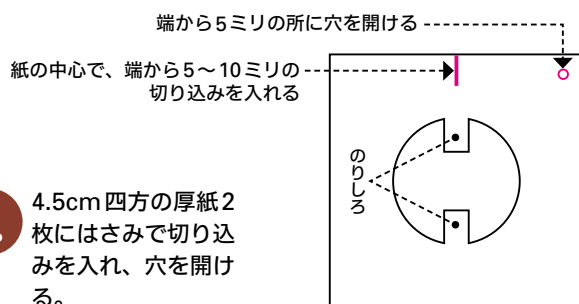 端から5ミリの所に穴を開ける
紙の中心で、端から5〜10ミリの
切り込みを入れる
のりしろ
4.5cm四方の厚紙2
枚にはさみで切り込
みを入れ、穴を開け
る。